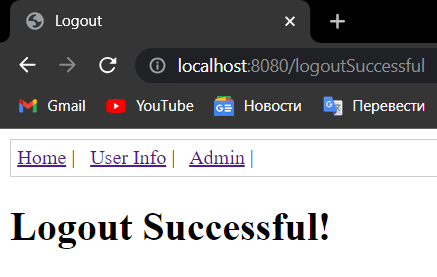 Logout
localhost:8080/logoutSuccessful
Gmail YouTube Новости Перевести
Home | User Info | Admin |
Logout Successful!